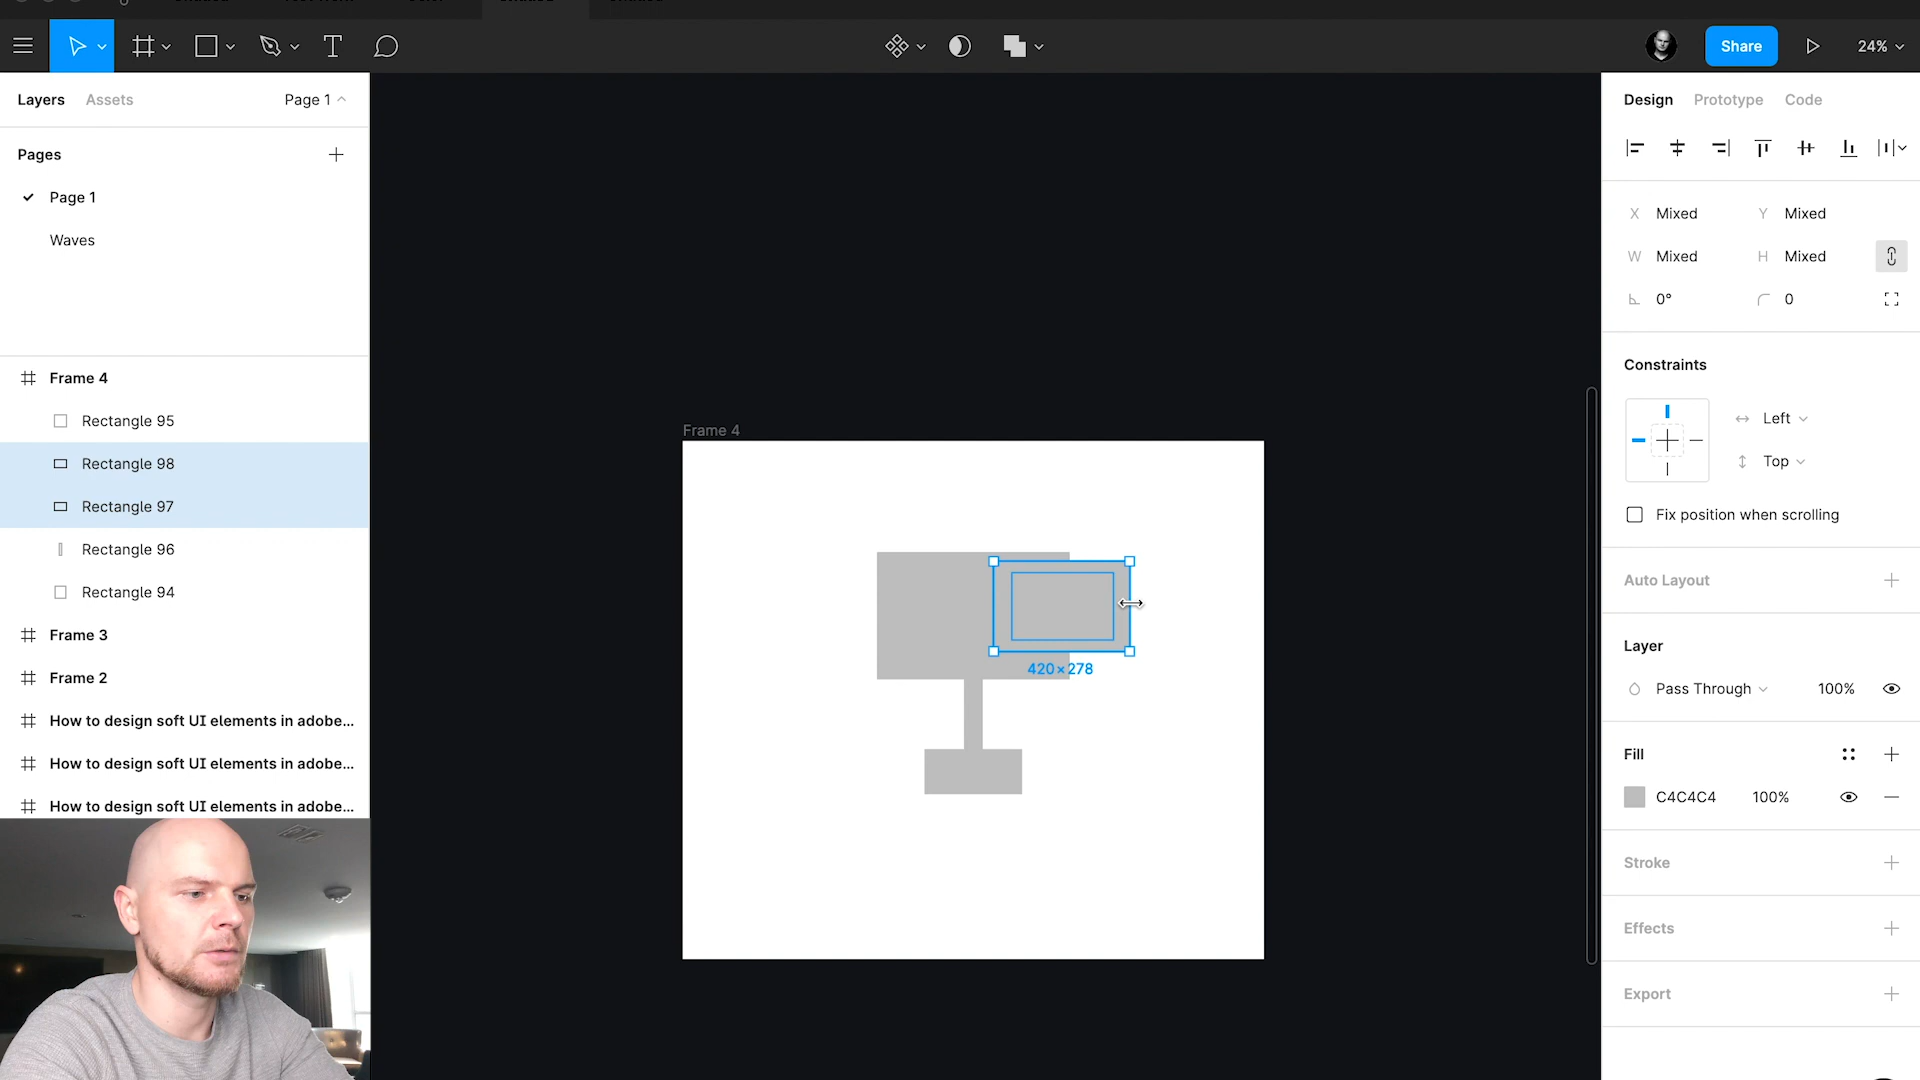 Share
24%
Layers
Assets
Page 1
Pages
Page 1
Waves
Frame 4
Rectangle 95
Rectangle 98
Rectangle 97
Rectangle 96
Rectangle 94
Frame 3
Frame 2
How to design soft UI elements in adobe...
How to design soft UI elements in adobe...
How to design soft UI elements in adobe...
Frame 4
420×278
Design
Prototype
Code
X Mixed
Y Mixed
W Mixed
H Mixed
0°
0
Constraints
Left
Top
Fix position when scrolling
Auto Layout
Layer
Pass Through
100%
Fill
C4C4C4
100%
Stroke
Effects
Export